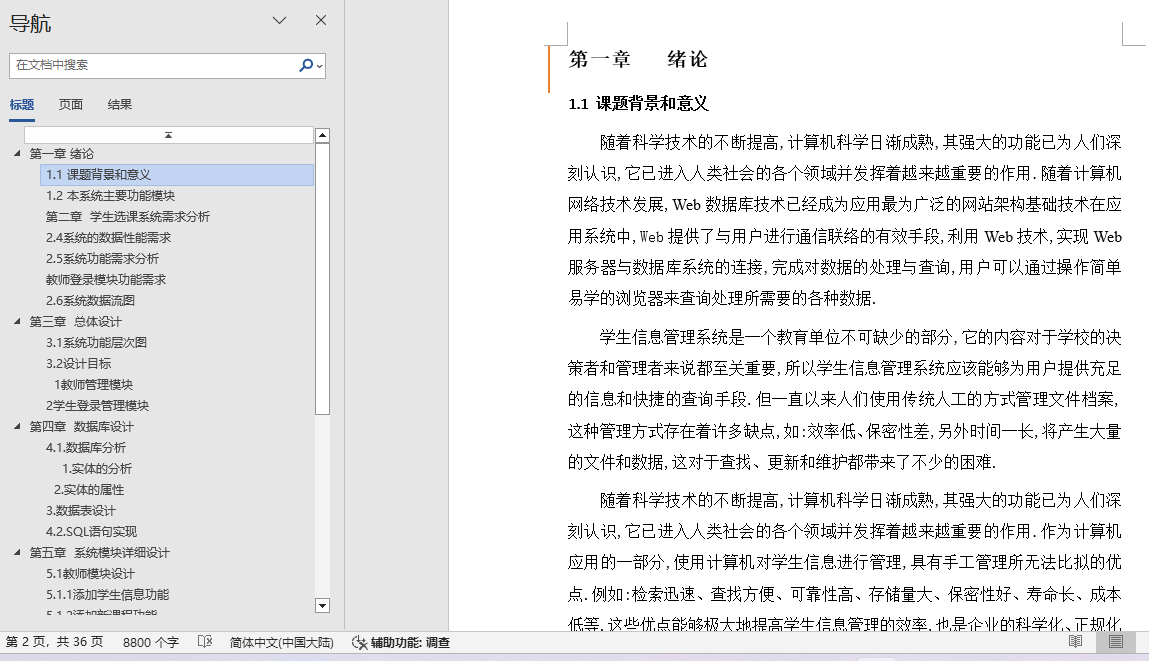 导航
在文档中搜索
标题 页面 结果
第一章 绪论
1.1 课题背景和意义
1.2 本系统主要功能模块
第二章 学生选课系统需求分析
2.4系统的数据性能需求
2.5系统功能需求分析
教师登录模块功能需求
2.6系统数据流图
第三章 总体设计
3.1系统功能层次图
3.2设计目标
1教师管理模块
2学生登录管理模块
第四章 数据库设计
4.1.数据库分析
1.实体的分析
2.实体的属性
3.数据表设计
4.2.SQL语句实现
第五章 系统模块详细设计
5.1教师模块设计
5.1.1添加学生信息功能
5.1.2添加新课程功能
第一章 绪论
1.1 课题背景和意义
随着科学技术的不断提高,计算机科学日渐成熟,其强大的功能已为人们深
刻认识,它已进入人类社会的各个领域并发挥着越来越重要的作用.随着计算机
网络技术发展,Web 数据库技术已经成为应用最为广泛的网站架构基础技术在应
用系统中,Web 提供了与用户进行通信联络的有效手段,利用 Web 技术,实现 Web
服务器与数据库系统的连接,完成对数据的处理与查询,用户可以通过操作简单
易学的浏览器来查询处理所需要的各种数据.
学生信息管理系统是一个教育单位不可缺少的部分,它的内容对于学校的决
策者和管理者来说都至关重要,所以学生信息管理系统应该能够为用户提供充足
的信息和快捷的查询手段.但一直以来人们使用传统人工的方式管理文件档案,
这种管理方式存在着许多缺点,如:效率低、保密性差,另外时间一长,将产生大量
的文件和数据,这对于查找、更新和维护都带来了不少的困难.
随着科学技术的不断提高,计算机科学日渐成熟,其强大的功能已为人们深
刻认识,它已进入人类社会的各个领域并发挥着越来越重要的作用.作为计算机
应用的一部分,使用计算机对学生信息进行管理,具有手工管理所无法比拟的优
点.例如:检索迅速、查找方便、可靠性高、存储量大、保密性好、寿命长、成本
低等,这些优点能够极大地提高学生信息管理的效率,也是企业的科学化、正规化
第 2 页，共 36 页 8800 个字 简体中文(中国大陆) 辅助功能: 调查